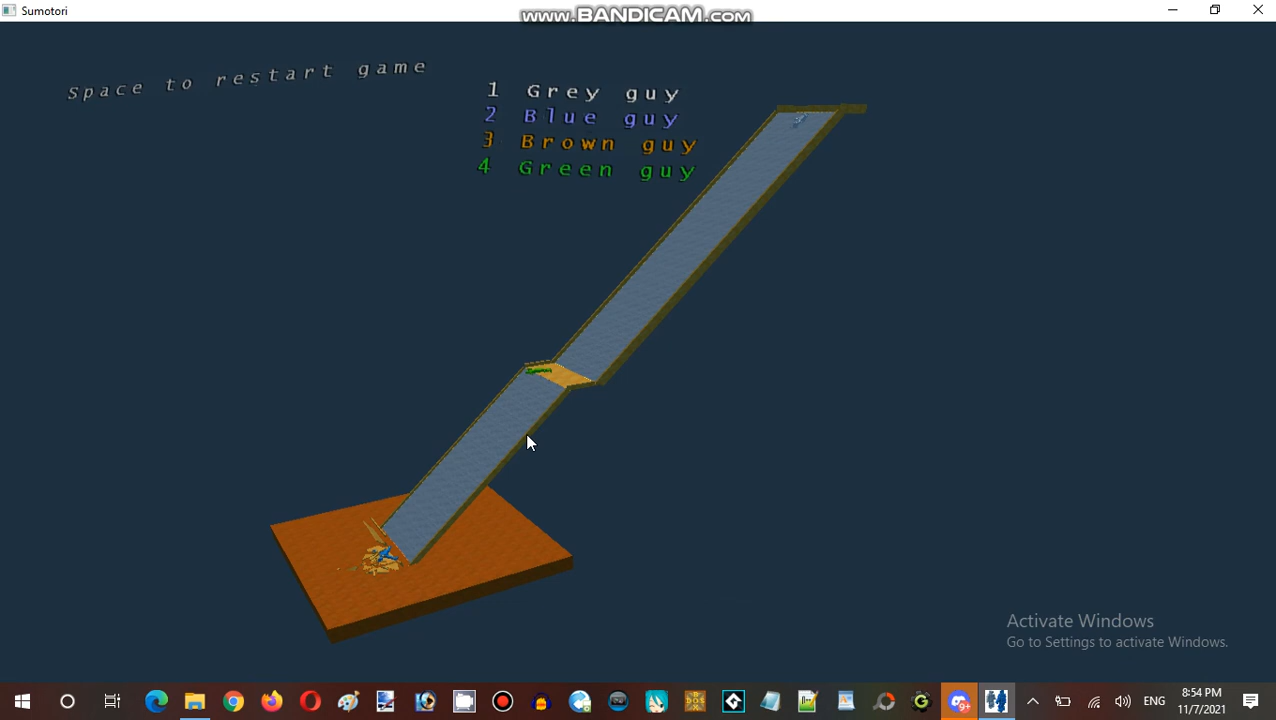 Sumotori
www.BANDICAM.com
Space to restart game
1 Grey guy
2 Blue guy
3 Brown guy
4 Green guy
Activate Windows
Go to Settings to activate Windows.
9+
ENG
8:54 PM
11/7/2021